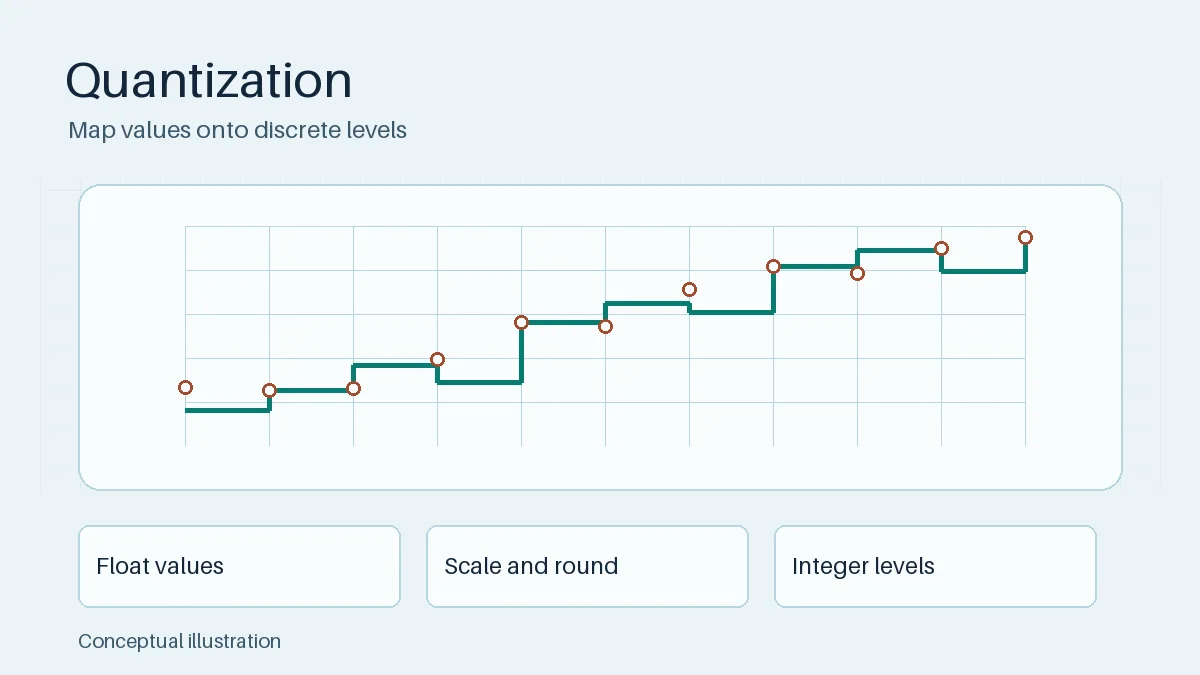 Quantization
Map values onto discrete levels
Float values
Scale and round
Integer levels
Conceptual illustration